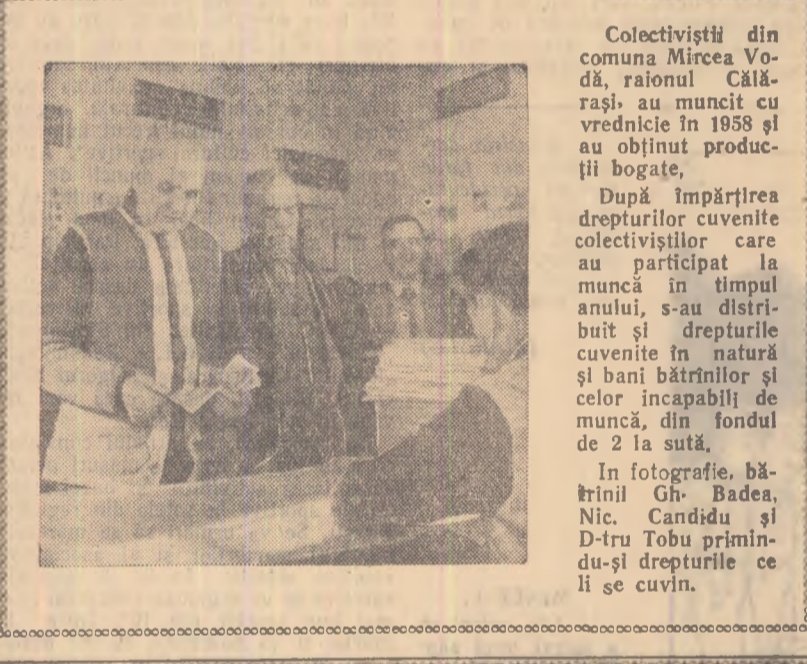 Colectiviștii din
comuna Mircea Vo-
dă, raionul Călă-
rași, au muncit cu
vrednicie în 1958 și
au obținut produc-
ții bogate,
După împărțirea
drepturilor cuvenite
colectiviștilor care
au participat la
muncă în timpul
anului, s-au distri-
buit și drepturile
cuvenite în natură
și bani bătrînilor și
celor incapabili de
muncă, din fondul
de 2 la sută.
In fotografie, bă-
trînii Gh. Badea,
Nic. Candidu și
D-tru Tobu primin-
du-și drepturile ce
li se cuvin.